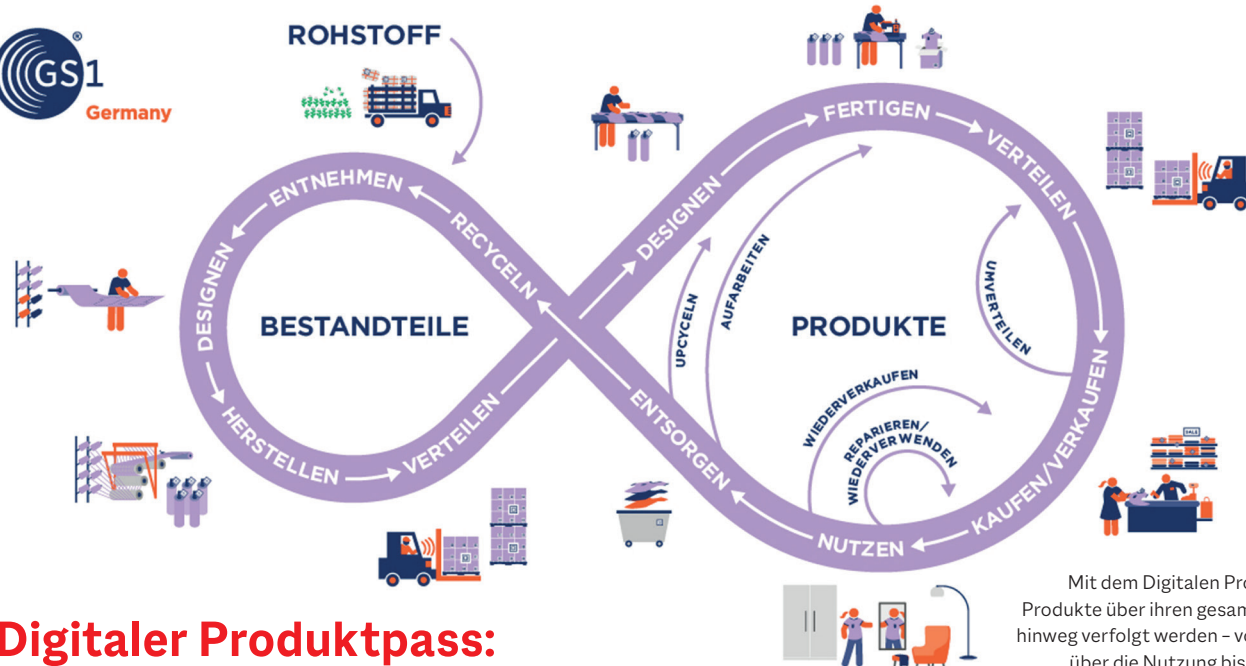 GS1
Germany
ROHSTOFF
ENTNEHMEN
DESIGNEN
HERSTELLEN
VERTEILEN
RECYCELN
BESTANDTEILE
DESIGNEN
FERTIGEN
VERTEILEN
KAUFEN/VERKAUFEN
NUTZEN
ENTSORGEN
UPCYCELN
AUFARBEITEN
PRODUKTE
UMVERTEILEN
WIEDERVERKAUFEN
REPARIEREN/
WIEDERVERWENDEN
SALE
Mit dem Digitalen Pro
Produkte über ihren gesam
hinweg verfolgt werden – vo
über die Nutzung bis
Digitaler Produktpass: